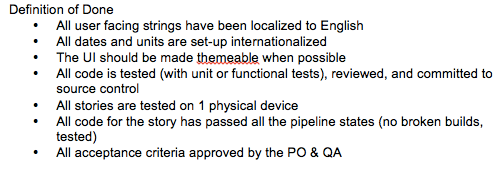 Definition of Done
• All user facing strings have been localized to English
• All dates and units are set-up internationalized
• The UI should be made themeable when possible
• All code is tested (with unit or functional tests), reviewed, and committed to
source control
• All stories are tested on 1 physical device
• All code for the story has passed all the pipeline states (no broken builds,
tested)
• All acceptance criteria approved by the PO & QA